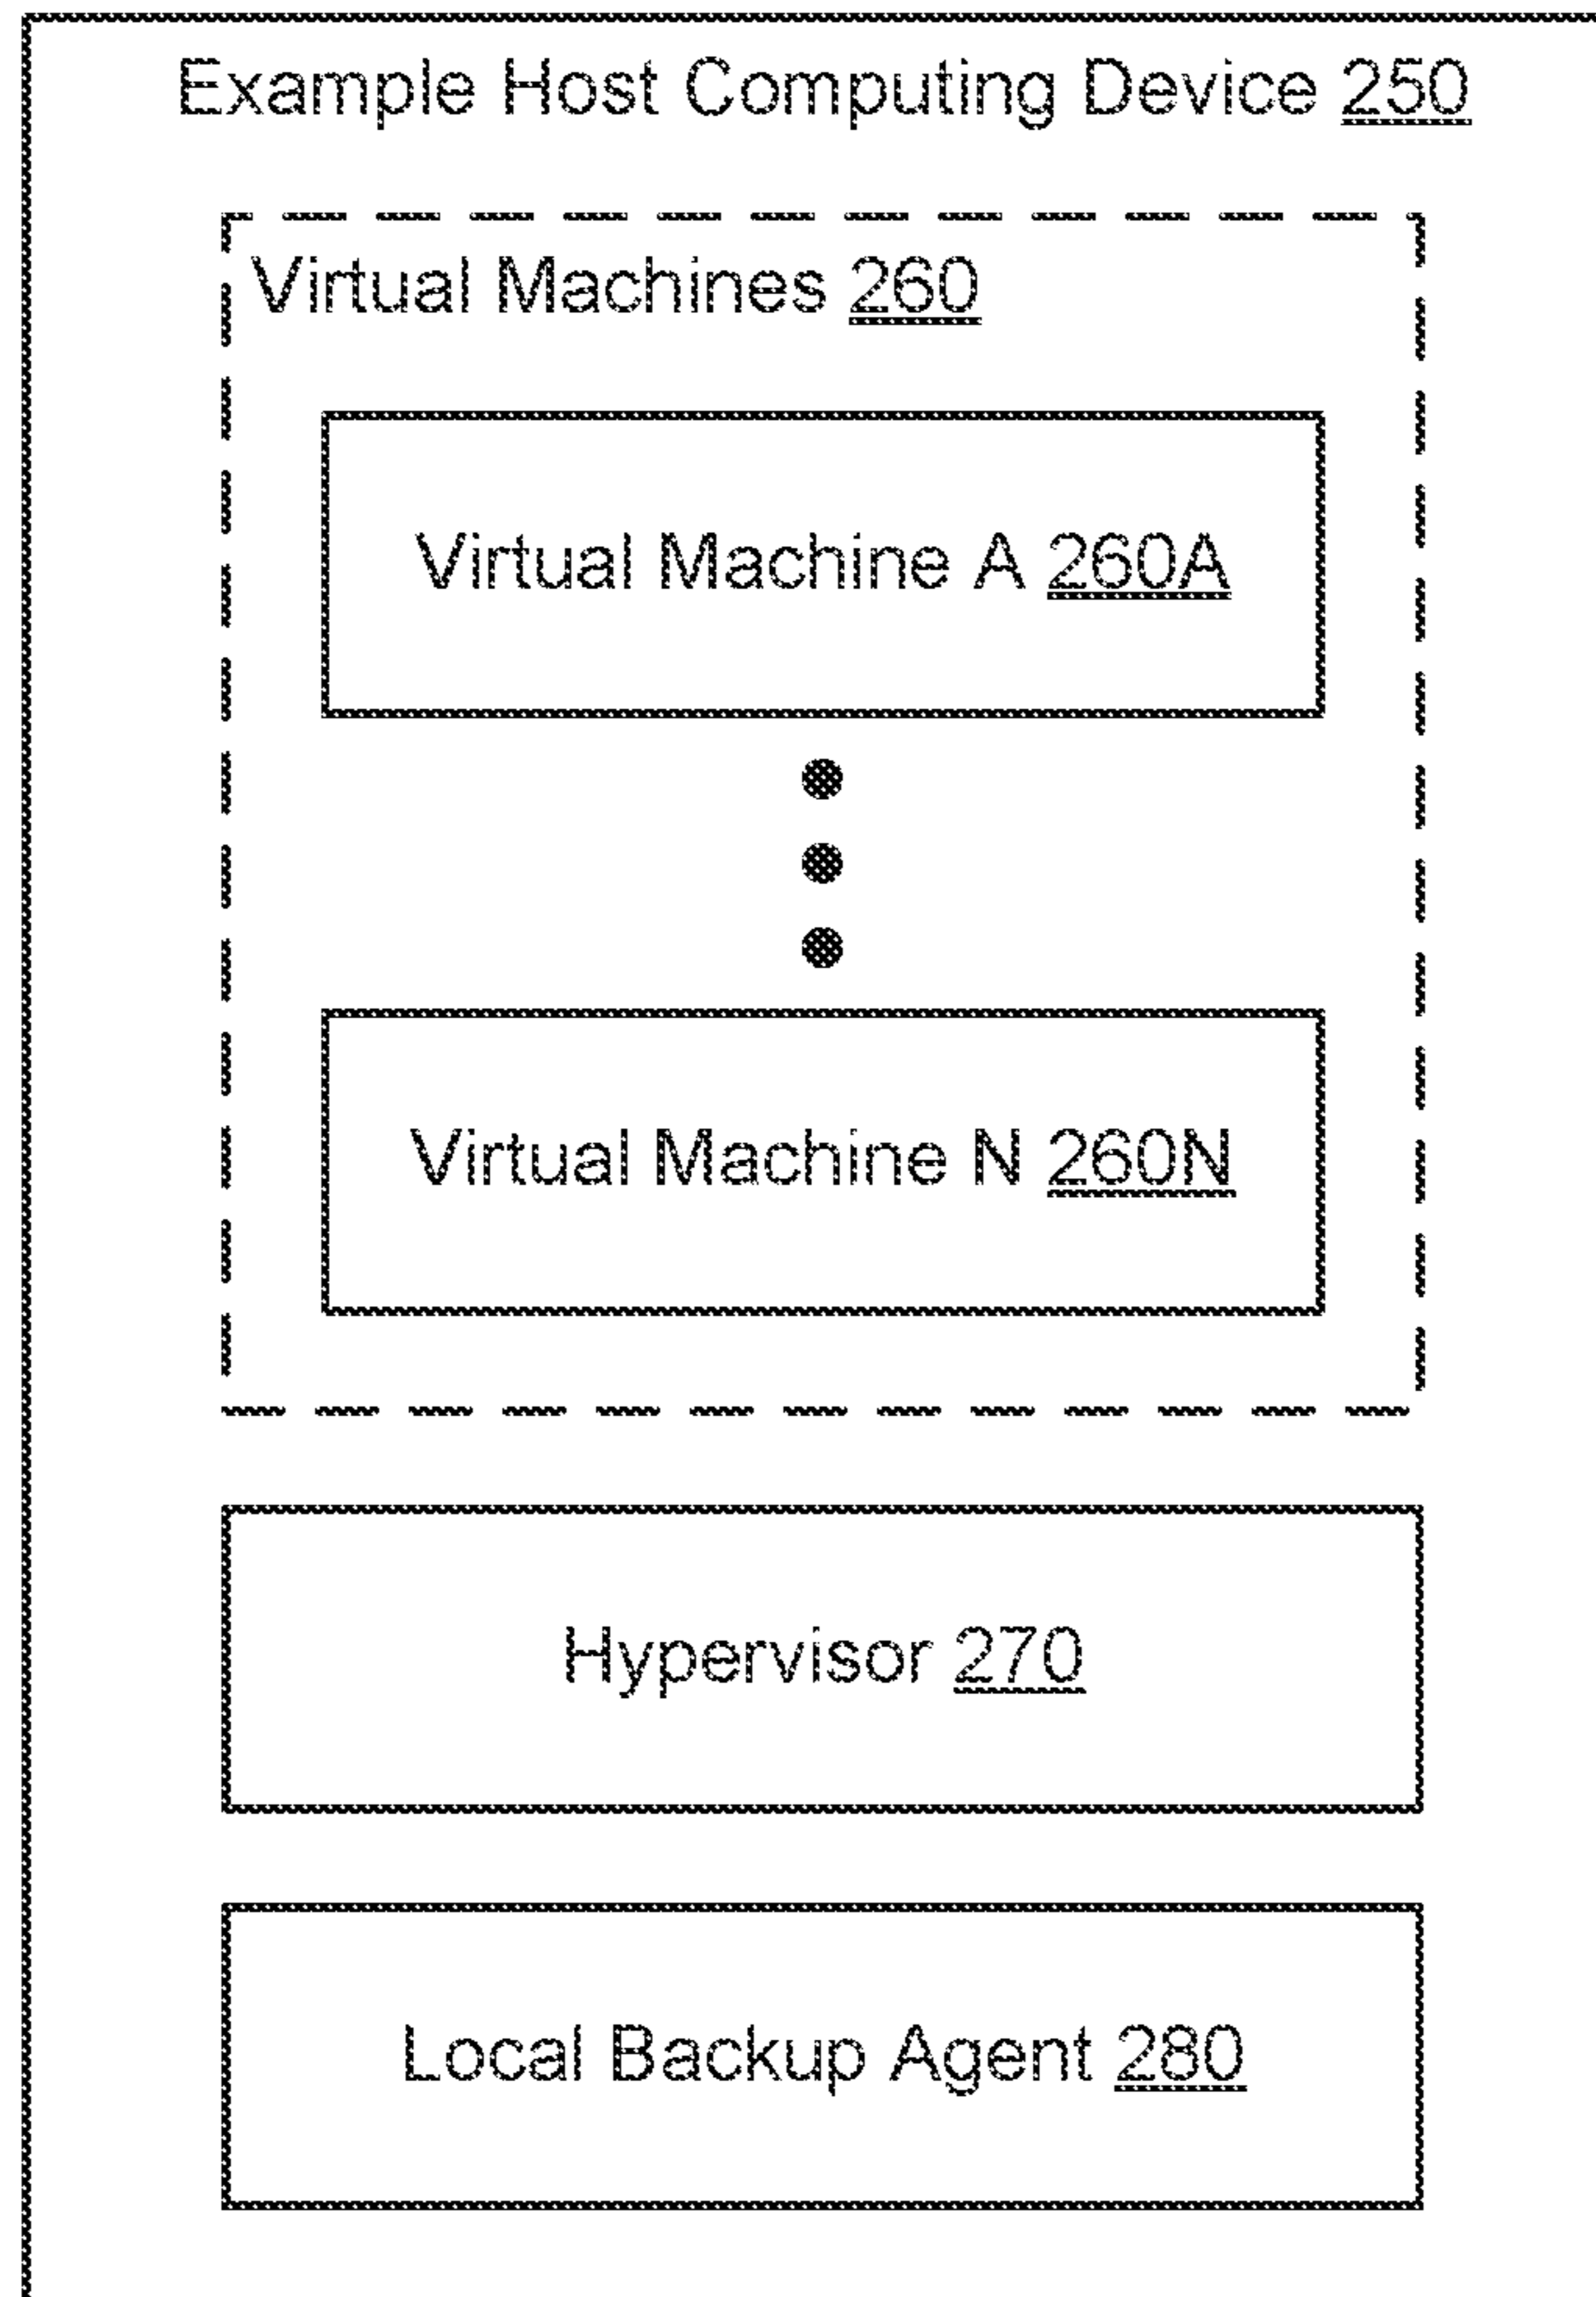 Example Host Computing Device 250
Virtual Machines 260
Virtual Machine A 260A
Virtual Machine N 260N
Hypervisor 270
Local Backup Agent 280